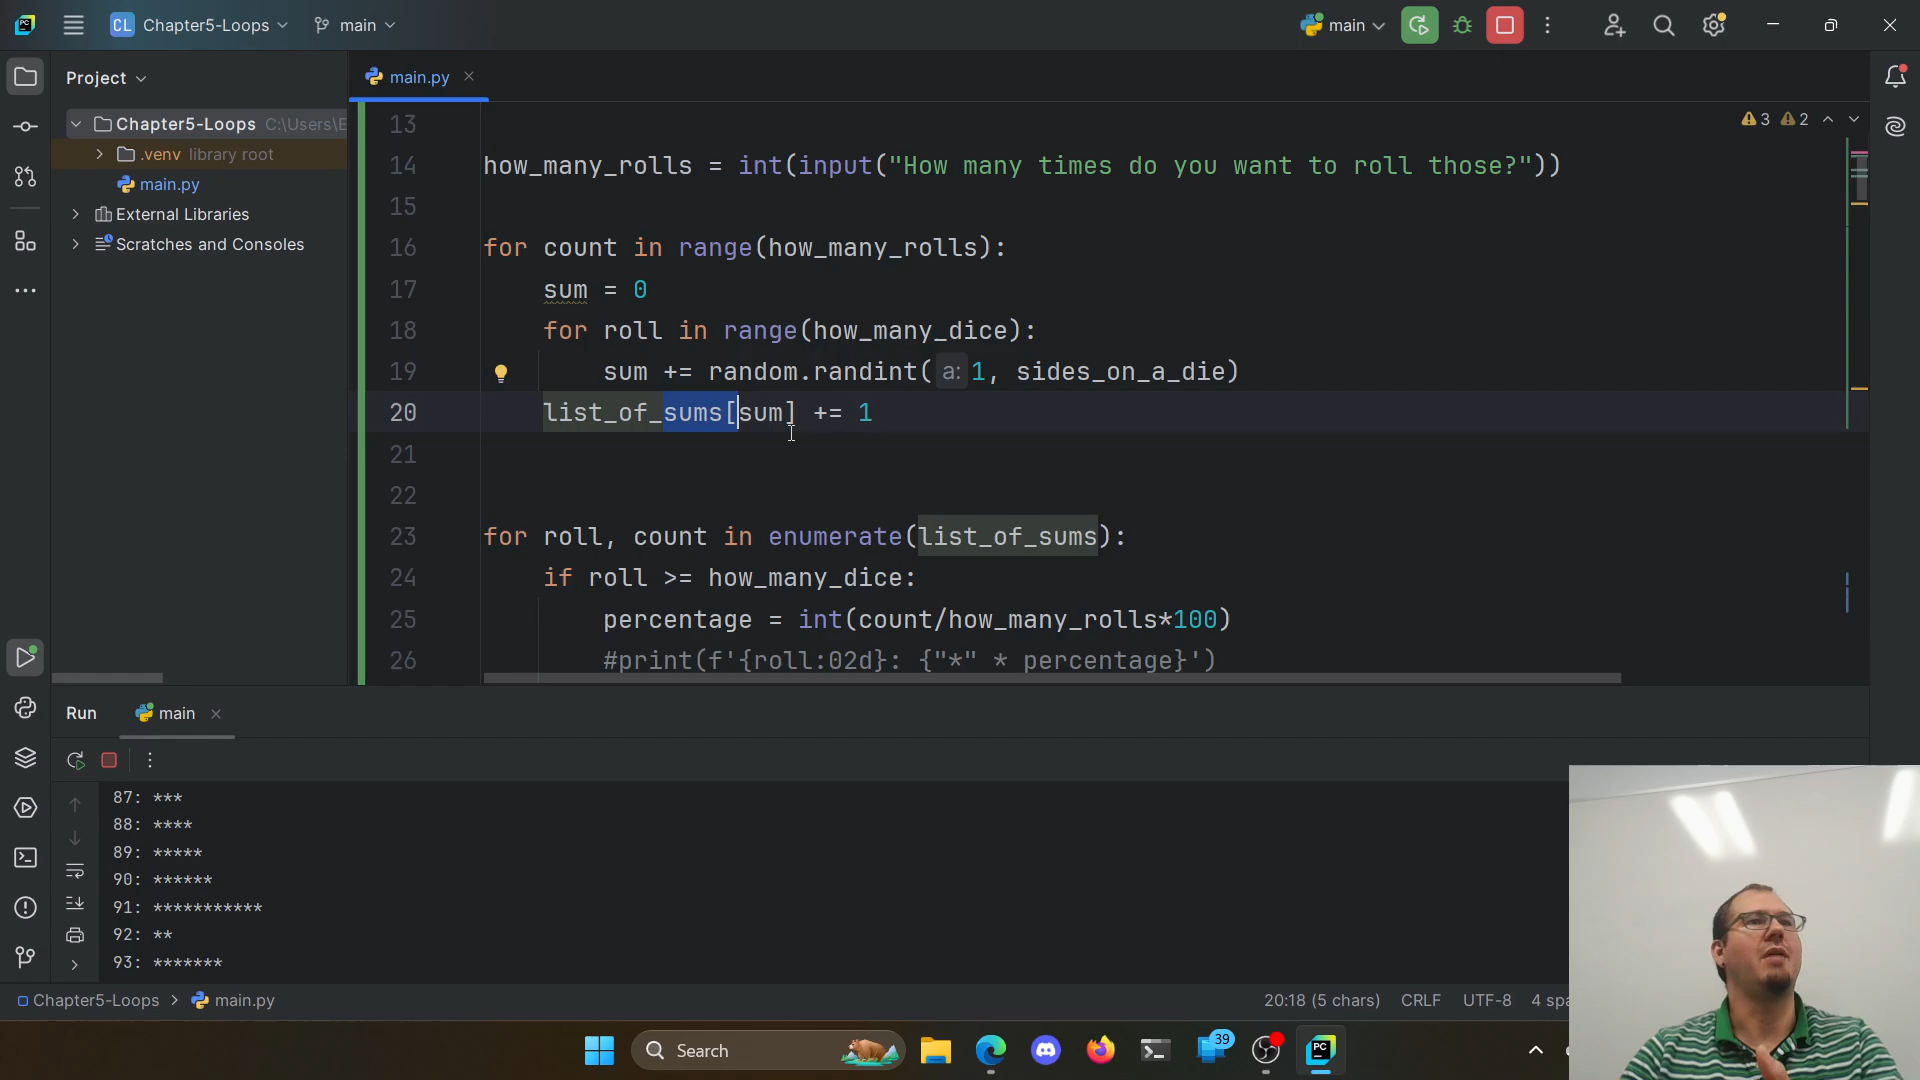 CL Chapter5-Loops main main
Project
main.py
Chapter5-Loops C:\Users\E
.venv library root
main.py
External Libraries
Scratches and Consoles
3 2
13
14 how_many_rolls = int(input("How many times do you want to roll those?"))
15
16 for count in range(how_many_rolls):
17 sum = 0
18 for roll in range(how_many_dice):
19 sum += random.randint( a: 1, sides_on_a_die)
20 list_of_sums[sum] += 1
21
22
23 for roll, count in enumerate(list_of_sums):
24 if roll >= how_many_dice:
25 percentage = int(count/how_many_rolls*100)
26 #print(f'{roll:02d}: {"*" * percentage}')
Run main
87: ***
88: ****
89: *****
90: ******
91: ***********
92: **
93: *******
Chapter5-Loops > main.py
20:18 (5 chars) CRLF UTF-8 4 spa
Search
39
PC